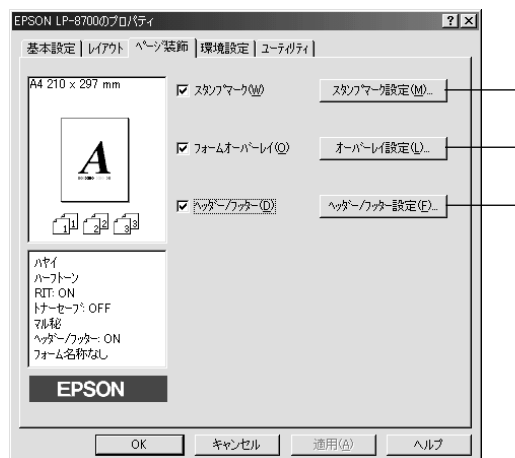 EPSON LP-8700のプロパティ
基本設定
レイアウト
ページ装飾
環境設定
ユーティリティ
A4 210 x 297 mm
A
1 1 2 2 3 3
スタンプマーク(W)
スタンプマーク設定(M)...
フォームオーバーレイ(O)
オーバーレイ設定(L)...
ヘッダー/フッター(D)
ヘッダー/フッター設定(F)...
ハヤイ
ハーフトーン
RIT: ON
トナーセーブ: OFF
マル秘
ヘッダー/フッター: ON
フォーム名称なし
EPSON
OK
キャンセル
適用(A)
ヘルプ